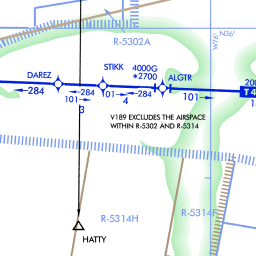 R-5302A
W76°
N36°
STIKK
4000G
*2700
DAREZ
ALGTR
200
284
101
284
101
284
101
T 4
3
4
V189 EXCLUDES THE AIRSPACE
WITHIN R-5302 AND R-5314
R-5314H
R-5314F
HATTY